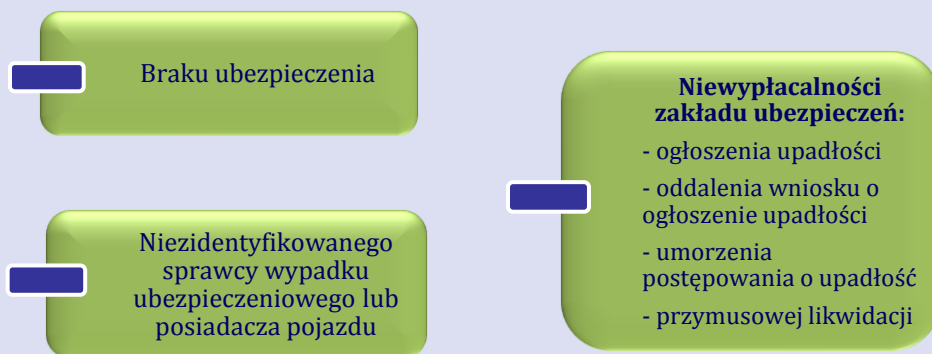 Braku ubezpieczenia
Niezidentyfikowanego
sprawcy wypadku
ubezpieczeniowego lub
posiadacza pojazdu
Niewypłacalności
zakładu ubezpieczeń:
- ogłoszenia upadłości
- oddalenia wniosku o
ogłoszenie upadłości
- umorzenia
postępowania o upadłość
- przymusowej likwidacji